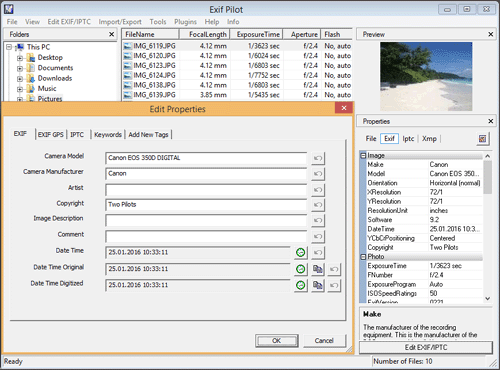 Exif Pilot
File View Edit EXIF/IPTC Import/Export Tools Plugins Help Info
Folders
This PC
Desktop
Documents
Downloads
Music
Pictures
FileName FocalLength ExposureTime Aperture Flash
IMG_6119.JPG 4.12 mm 1/3623 sec f/2.4 No, auto
IMG_6120.JPG 4.12 mm 1/6024 sec f/2.4 No, auto
IMG_6123.JPG 4.12 mm 1/6803 sec f/2.4 No, auto
IMG_6124.JPG 4.12 mm 1/7752 sec f/2.4 No, auto
IMG_6138.JPG 4.12 mm 1/6803 sec f/2.4 No, auto
IMG_6139.JPG 3.85 mm 1/5435 sec f/2.4 No, auto
Preview
Edit Properties
EXIF EXIF GPS IPTC Keywords Add New Tags
Camera Model Canon EOS 350D DIGITAL
Camera Manufacturer Canon
Artist
Copyright Two Pilots
Image Description
Comment
Date Time 25.01.2016 10:33:11
Date Time Original 25.01.2016 10:33:11
Date Time Digitized 25.01.2016 10:33:11
OK Cancel
Properties
File Exif Iptc Xmp
Image
Make Canon
Model Canon EOS 350...
Orientation Horizontal (normal)
XResolution 72/1
YResolution 72/1
ResolutionUnit inches
Software 9.2
DateTime 25.01.2016 10:33:11
YCbCrPositioning Centered
Copyright Two Pilots
Photo
ExposureTime 1/3623 sec
FNumber f/2.4
ExposureProgram Auto
ISOSpeedRatings 50
ExifVersion 0221
Make
The manufacturer of the recording
equipment. This is the manufacturer of the
Edit EXIF/IPTC
Ready Number of Files: 10